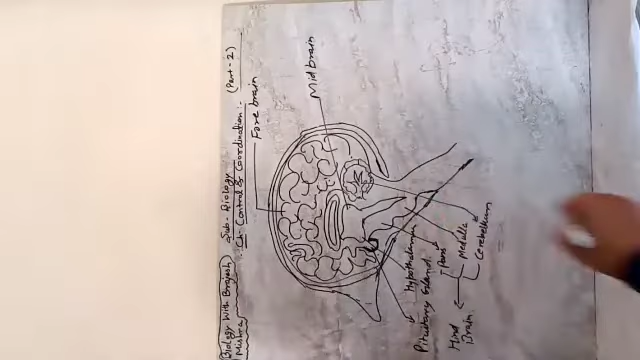 Biology With Brajesh
Mishra
Sub- Biology
Ch- Control & Coordination :- (Part-2)
Fore brain
Mid brain
Hypothalamus
Pituitary Gland
Pons
Medulla
Cerebellum
Hind
Brain